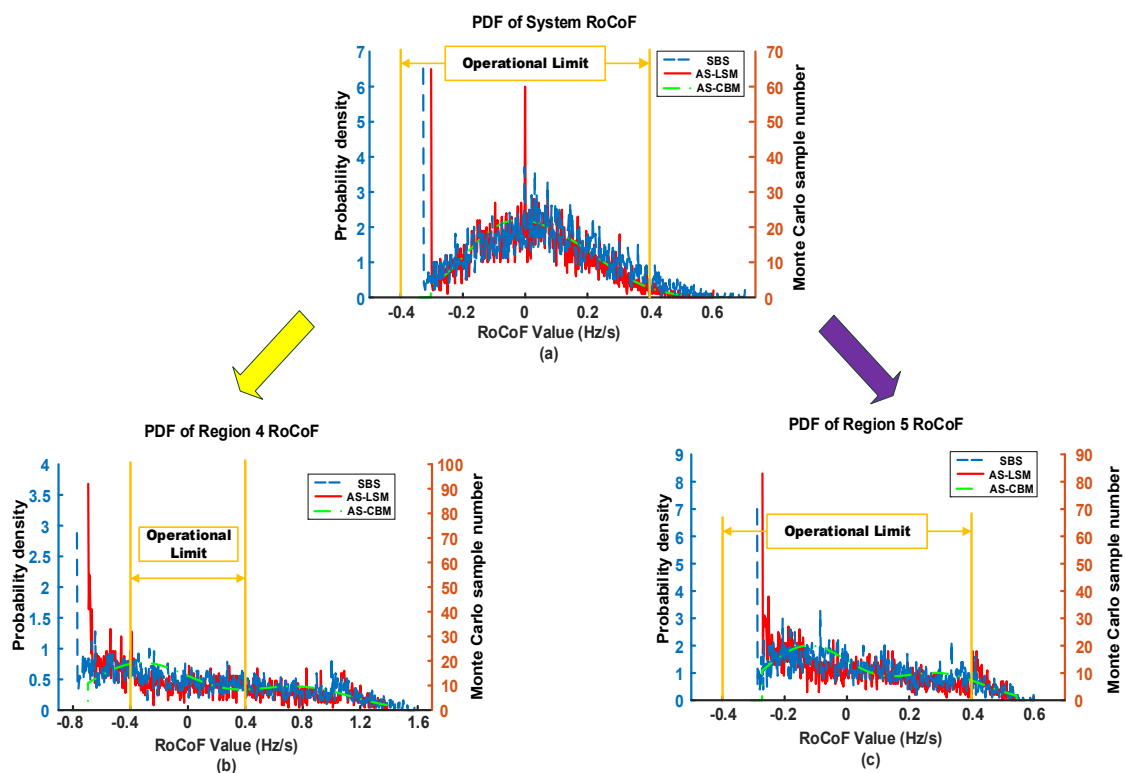 PDF of System RoCoF
Operational Limit
SBS
AS-LSM
AS-CBM
Probability density
Monte Carlo sample number
7
6
5
4
3
2
1
0
70
60
50
40
30
20
10
0
-0.4 -0.2 0 0.2 0.4 0.6
RoCoF Value (Hz/s)
(a)
PDF of Region 4 RoCoF
Operational
Limit
SBS
AS-LSM
AS-CBM
Probability density
Monte Carlo sample number
4
3.5
3
2.5
2
1.5
1
0.5
0
100
90
80
70
60
50
40
30
20
10
0
-0.8 -0.4 0 0.4 0.8 1.2 1.6
RoCoF Value (Hz/s)
(b)
PDF of Region 5 RoCoF
Operational Limit
SBS
AS-LSM
AS-CBM
Probability density
Monte Carlo sample number
9
8
7
6
5
4
3
2
1
0
90
80
70
60
50
40
30
20
10
0
-0.4 -0.2 0 0.2 0.4 0.6
RoCoF Value (Hz/s)
(c)